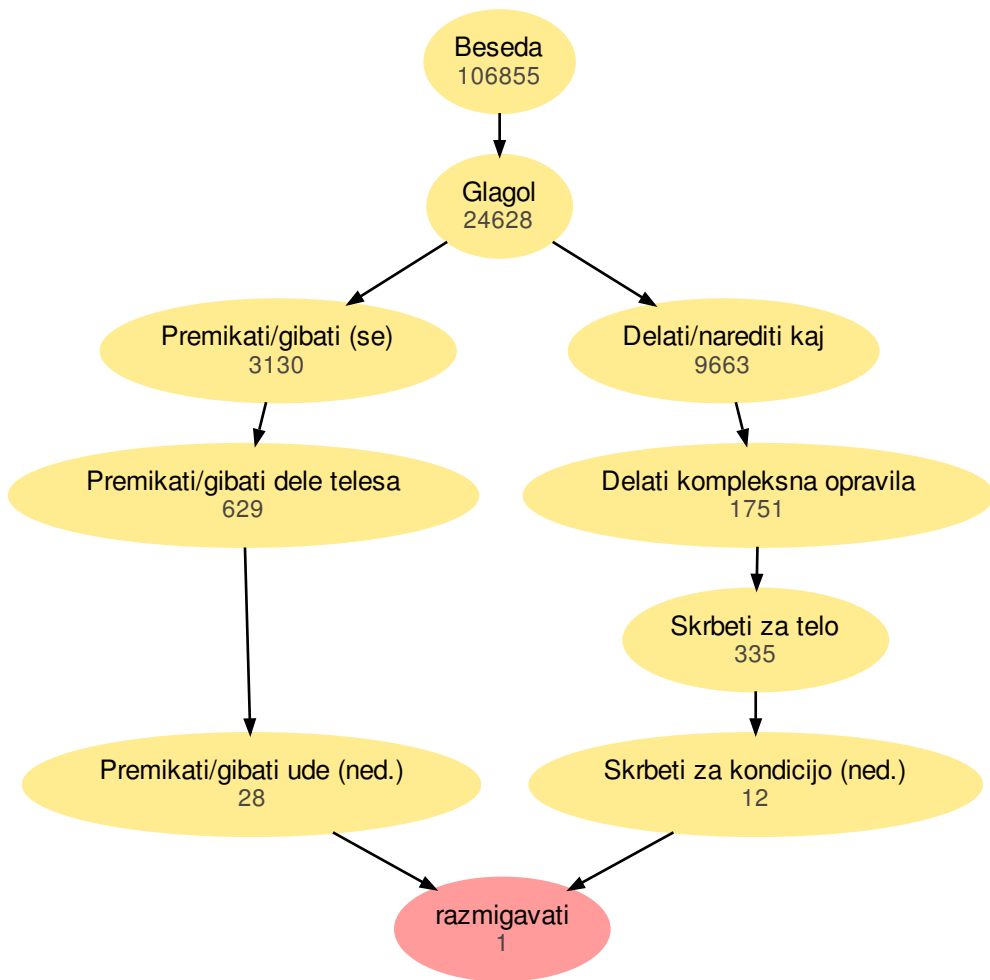 Beseda
106855
Glagol
24628
Premikati/gibati (se)
3130
Delati/narediti kaj
9663
Premikati/gibati dele telesa
629
Delati kompleksna opravila
1751
Skrbeti za telo
335
Premikati/gibati ude (ned.)
28
Skrbeti za kondicijo (ned.)
12
razmigavati
1